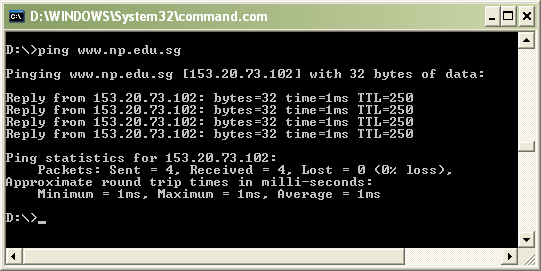 D:\WINDOWS\System32\command.com
D:\>ping www.np.edu.sg
Pinging www.np.edu.sg [153.20.73.102] with 32 bytes of data:
Reply from 153.20.73.102: bytes=32 time=1ms TTL=250
Reply from 153.20.73.102: bytes=32 time=1ms TTL=250
Reply from 153.20.73.102: bytes=32 time=1ms TTL=250
Reply from 153.20.73.102: bytes=32 time=1ms TTL=250
Ping statistics for 153.20.73.102:
Packets: Sent = 4, Received = 4, Lost = 0 (0% loss),
Approximate round trip times in milli-seconds:
Minimum = 1ms, Maximum = 1ms, Average = 1ms
D:\>_